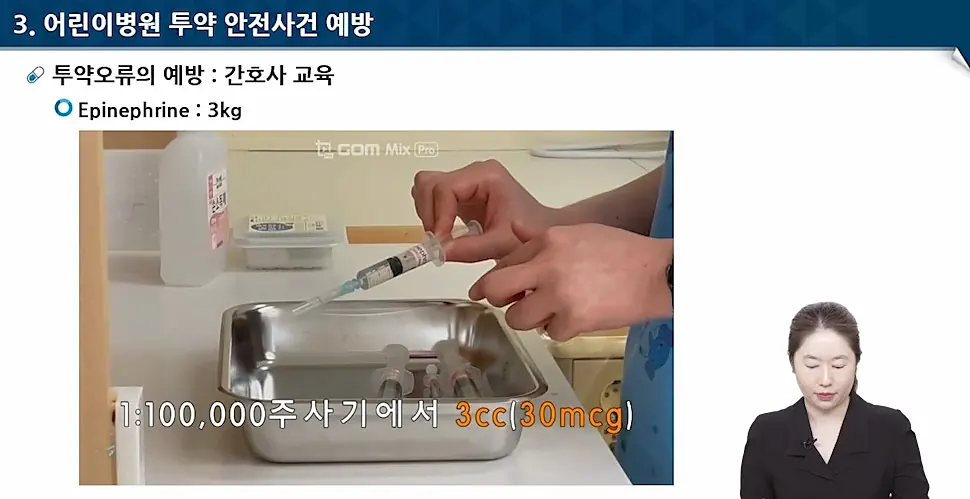 3. 어린이병원 투약 안전사건 예방
투약오류의 예방 : 간호사 교육
Epinephrine : 3kg
GOM Mix Pro
1:100,000주사기에서 3cc(30mcg)